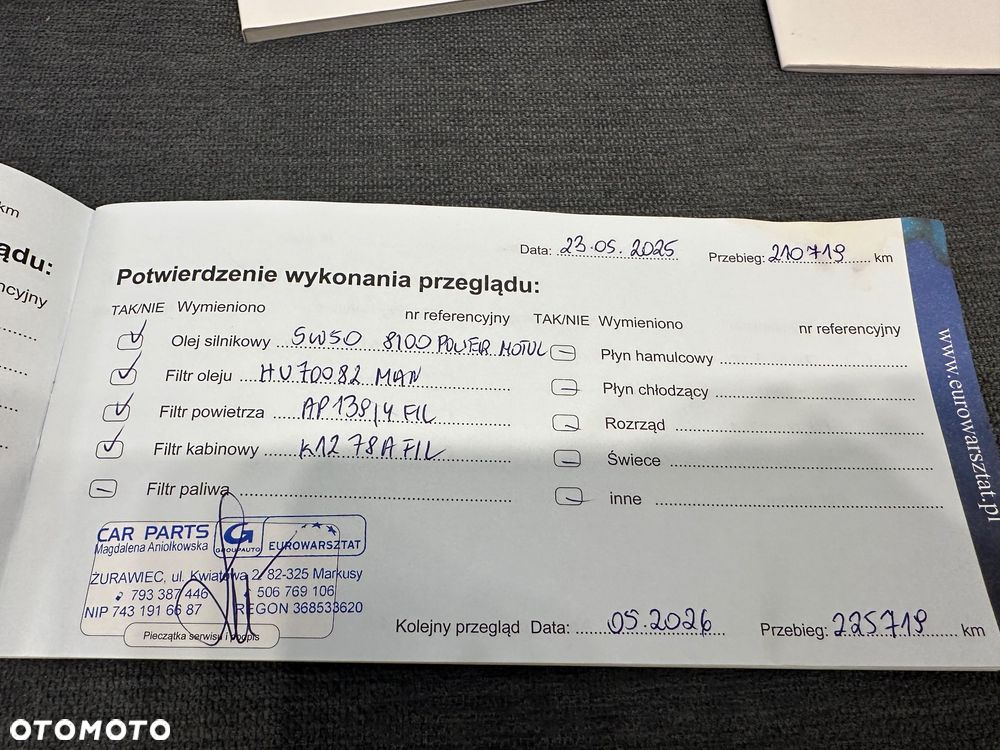 km
ądu:
ncyjny
Data: 23.05.2025 Przebieg: 210719 km
Potwierdzenie wykonania przeglądu:
TAK/NIE Wymieniono nr referencyjny TAK/NIE Wymieniono nr referencyjny
Olej silnikowy 5W50 8100 POWER MOTUL Płyn hamulcowy
Filtr oleju HU70082 MAN Płyn chłodzący
Filtr powietrza AP139/4 FIL Rozrząd
Filtr kabinowy K1278A FIL Świece
Filtr paliwa inne
CAR PARTS
Magdalena Aniołkowska
GROUPAUTO EUROWARSZTAT
ŻURAWIEC, ul. Kwiatowa 2, 82-325 Markusy
793 387 446 506 769 106
NIP 743 191 66 87 REGON 368533620
Pieczątka serwisu i podpis
Kolejny przegląd Data: 05.2026 Przebieg: 225719 km
www.eurowarsztat.pl
OTOMOTO